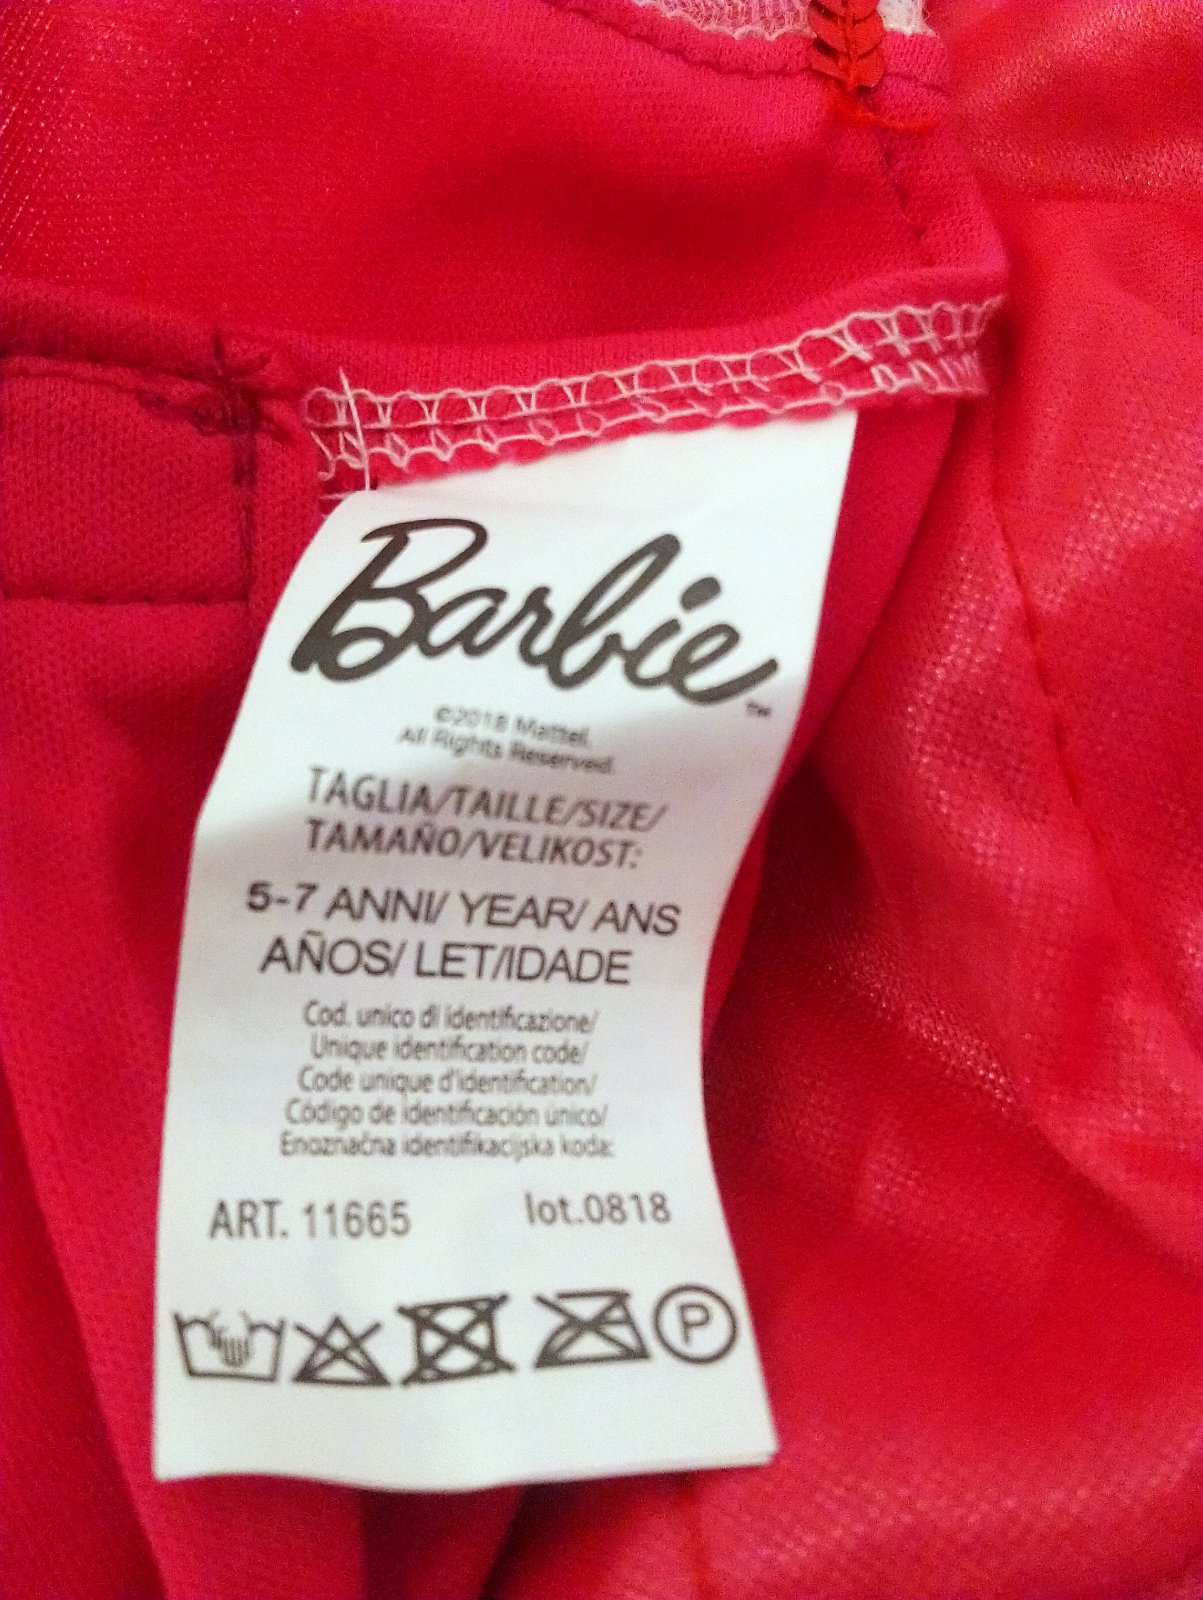 Barbie™
©2018 Mattel.
All Rights Reserved.
TAGLIA/TAILLE/SIZE/
TAMAÑO/VELIKOST:
5-7 ANNI/ YEAR/ ANS
AÑOS/ LET/IDADE
Cod. unico di identificazione/
Unique identification code/
Code unique d'identification/
Código de identificación único/
Enoznačna identifikacijska koda:
ART. 11665 lot.0818
P